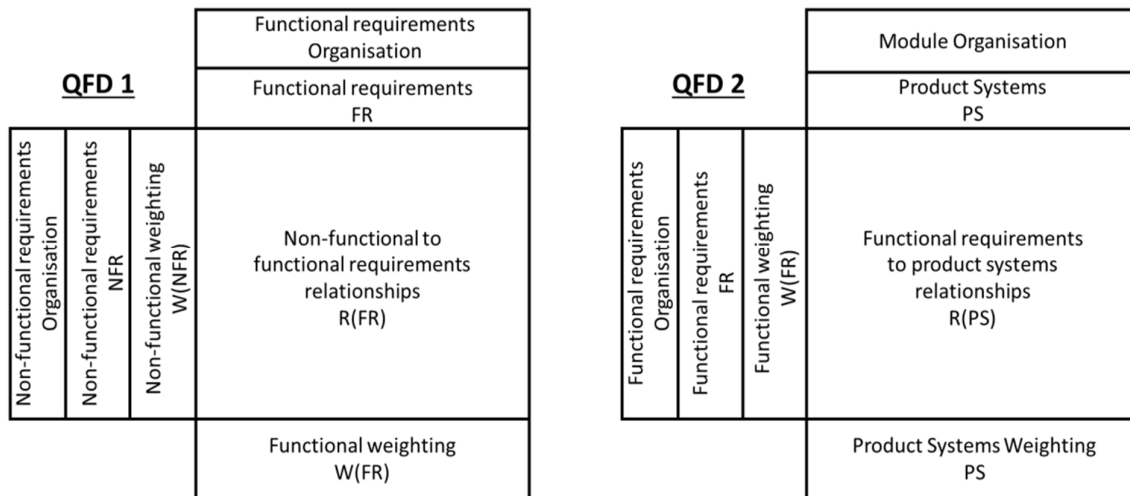 Functional requirements
Organisation
QFD 1
Functional requirements
FR
Non-functional requirements
Organisation
Non-functional requirements
NFR
Non-functional weighting
W(NFR)
Non-functional to
functional requirements
relationships
R(FR)
Functional weighting
W(FR)
Module Organisation
QFD 2
Product Systems
PS
Functional requirements
Organisation
Functional requirements
FR
Functional weighting
W(FR)
Functional requirements
to product systems
relationships
R(PS)
Product Systems Weighting
PS